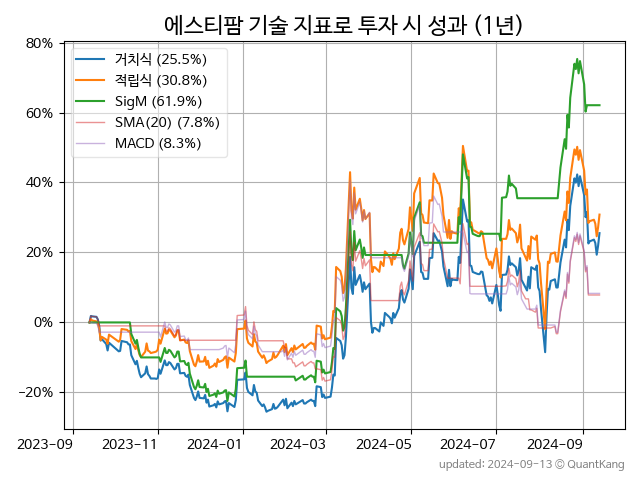 에스티팜 기술 지표로 투자 시 성과 (1년)
80%
60%
40%
20%
0%
−20%
거치식 (25.5%)
적립식 (30.8%)
SigM (61.9%)
SMA(20) (7.8%)
MACD (8.3%)
2023-09 2023-11 2024-01 2024-03 2024-05 2024-07 2024-09
updated: 2024-09-13 ⓒ QuantKang